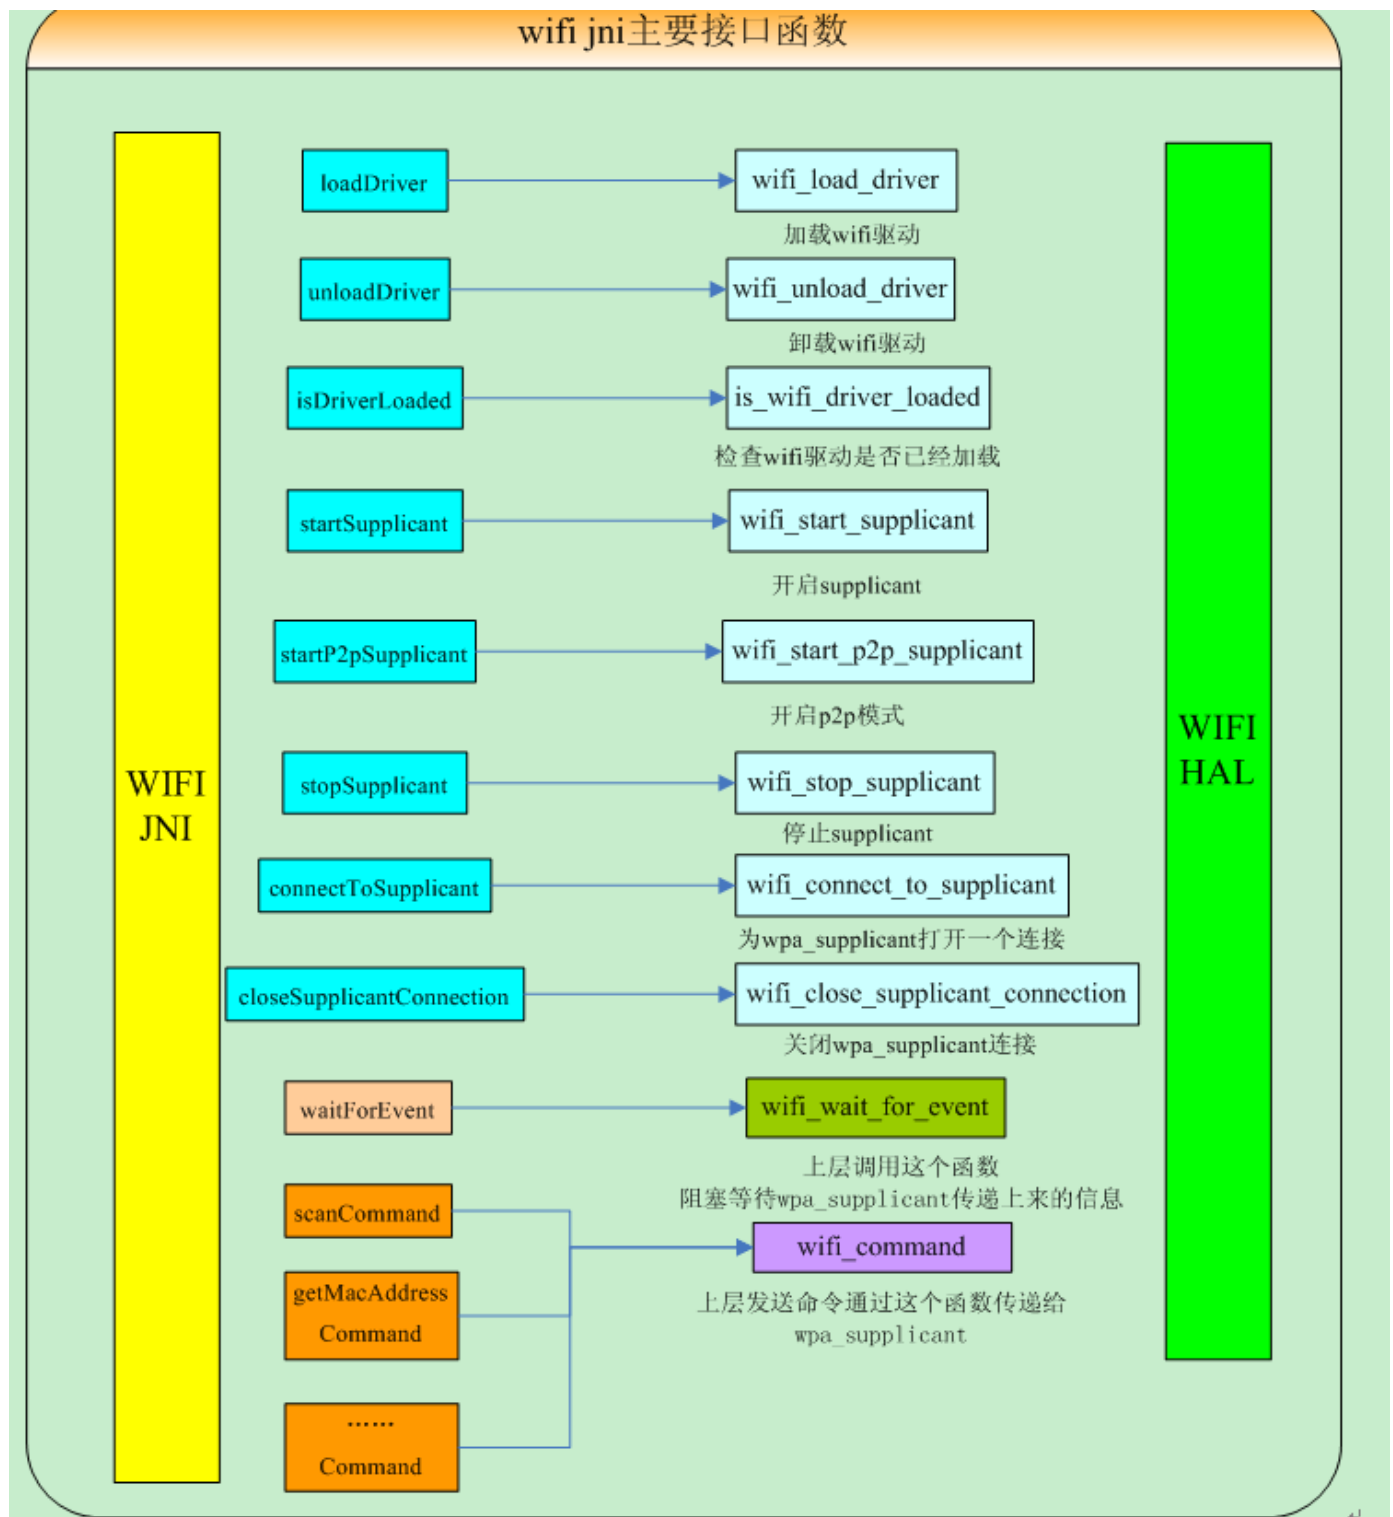 wifi jni主要接口函数
WIFI
JNI
WIFI
HAL
loadDriver
wifi_load_driver
加载wifi驱动
unloadDriver
wifi_unload_driver
卸载wifi驱动
isDriverLoaded
is_wifi_driver_loaded
检查wifi驱动是否已经加载
startSupplicant
wifi_start_supplicant
开启supplicant
startP2pSupplicant
wifi_start_p2p_supplicant
开启p2p模式
stopSupplicant
wifi_stop_supplicant
停止supplicant
connectToSupplicant
wifi_connect_to_supplicant
为wpa_supplicant打开一个连接
closeSupplicantConnection
wifi_close_supplicant_connection
关闭wpa_supplicant连接
waitForEvent
wifi_wait_for_event
上层调用这个函数
阻塞等待wpa_supplicant传递上来的信息
scanCommand
wifi_command
上层发送命令通过这个函数传递给
wpa_supplicant
getMacAddress
Command
……
Command